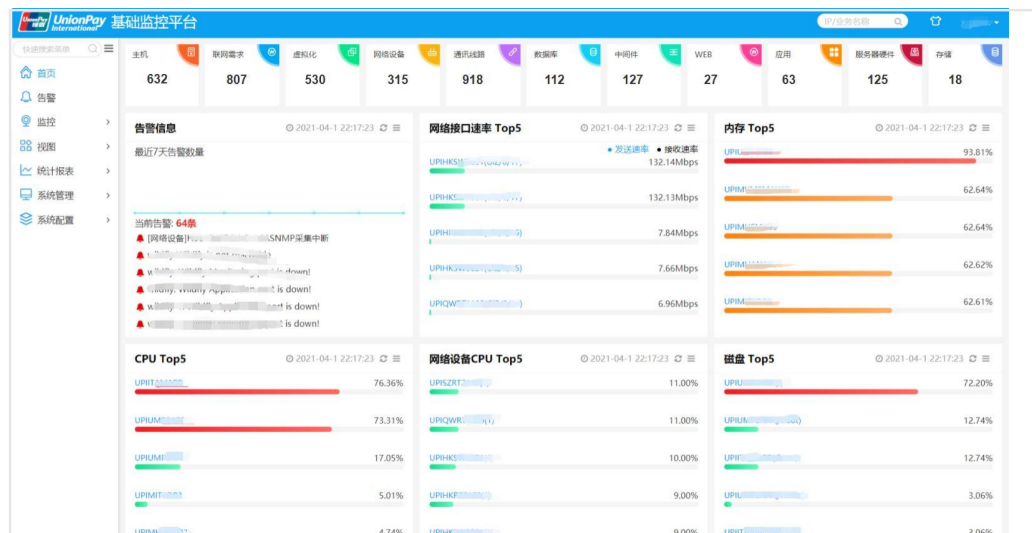 UnionPay 银联 UnionPay International 基础监控平台 IP/业务名称
快速搜索菜单
首页
告警
监控
视图
统计报表
系统管理
系统配置
主机 联网需求 虚拟化 网络设备 通讯线路 数据库 中间件 WEB 应用 服务器硬件 存储
632 807 530 315 918 112 127 27 63 125 18
告警信息 2021-04-1 22:17:23
最近7天告警数量
当前告警: 64条
[网络设备] SNMP采集中断
is down!
is down!
is down!
is down!
网络接口速率 Top5 2021-04-1 22:17:23
发送速率 接收速率
132.14Mbps
132.13Mbps
7.84Mbps
7.66Mbps
6.96Mbps
内存 Top5 2021-04-1 22:17:23
93.81%
62.64%
62.64%
62.62%
62.61%
CPU Top5 2021-04-1 22:17:23
76.36%
73.31%
17.05%
5.01%
4.74%
网络设备CPU Top5 2021-04-1 22:17:23
11.00%
11.00%
10.00%
9.00%
9.00%
磁盘 Top5 2021-04-1 22:17:23
72.20%
12.74%
12.74%
3.06%
3.06%